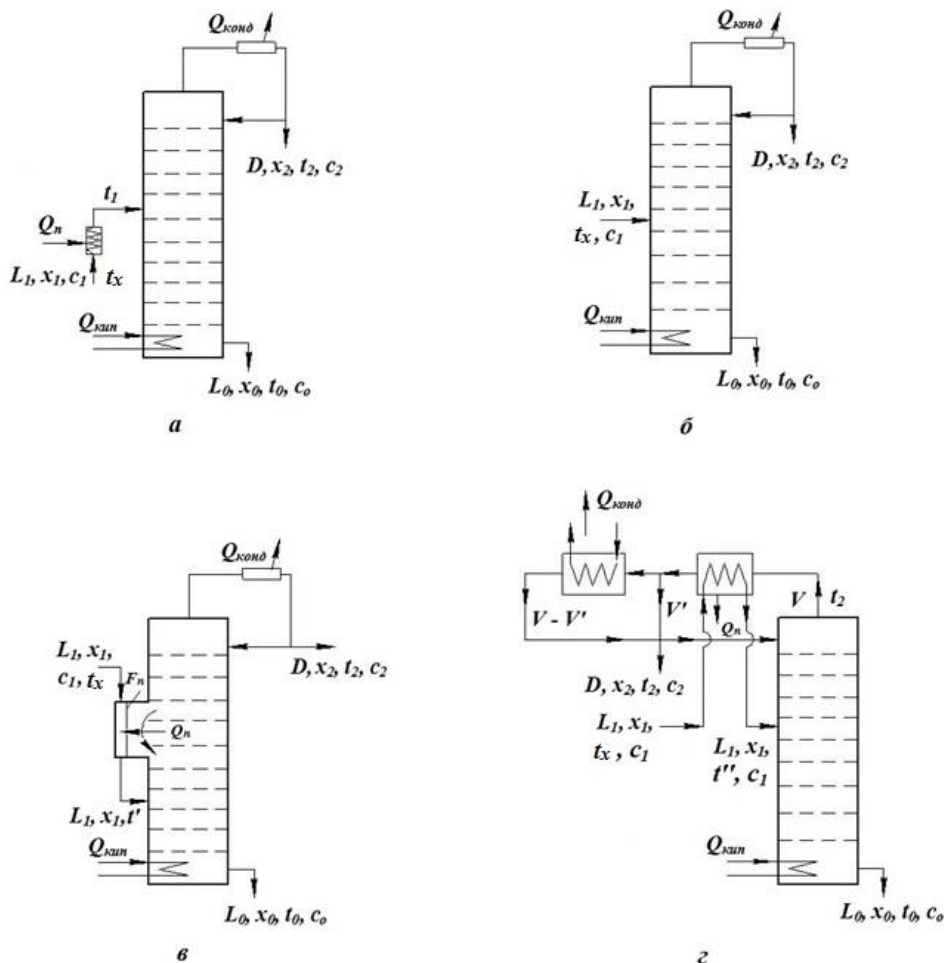 Qконд
D, x2, t2, c2
t1
Qп
L1, x1, c1 tx
Qкип
L0, x0, t0, co
а
Qконд
D, x2, t2, c2
L1, x1,
tx , c1
Qкип
L0, x0, t0, co
б
Qконд
L1, x1,
c1, tx Fп
D, x2, t2, c2
Qп
L1, x1, t'
Qкип
L0, x0, t0, co
в
Qконд
V t2
V - V' V' Qп
D, x2, t2, c2
L1, x1,
tx , c1
L1, x1,
t'', c1
Qкип
L0, x0, t0, co
г